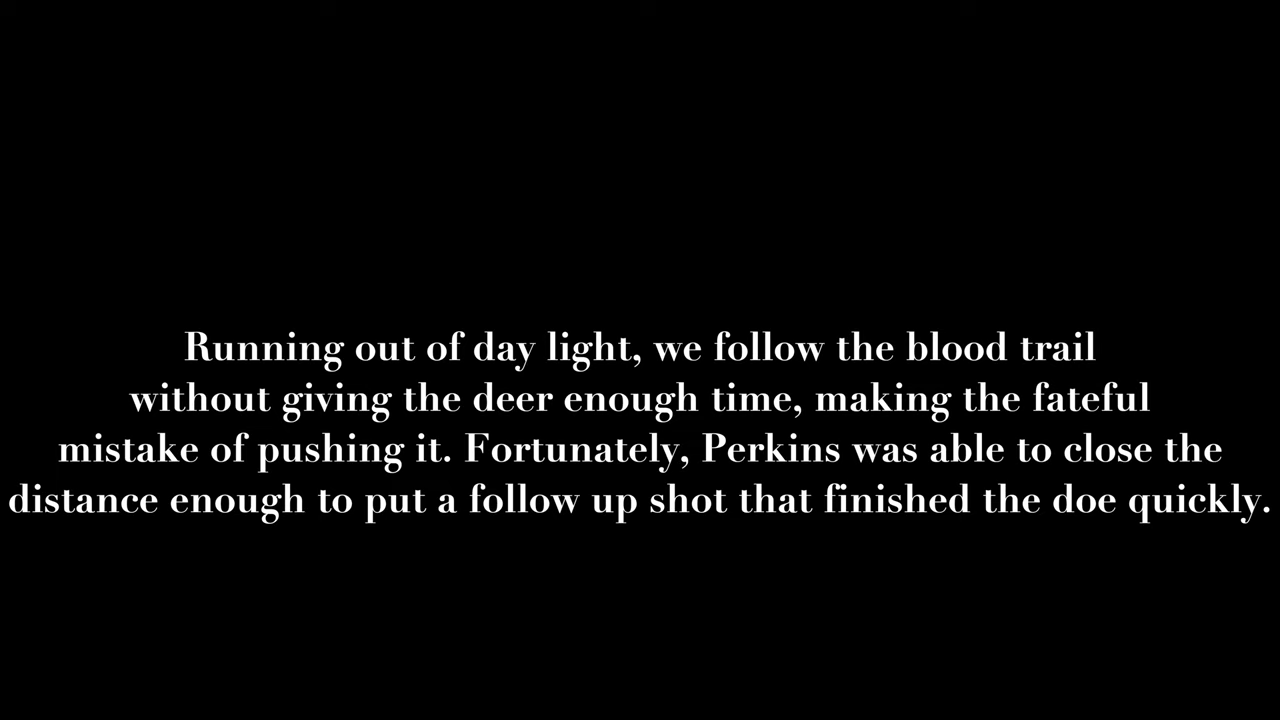 Running out of day light, we follow the blood trail
without giving the deer enough time, making the fateful
mistake of pushing it. Fortunately, Perkins was able to close the
distance enough to put a follow up shot that finished the doe quickly.